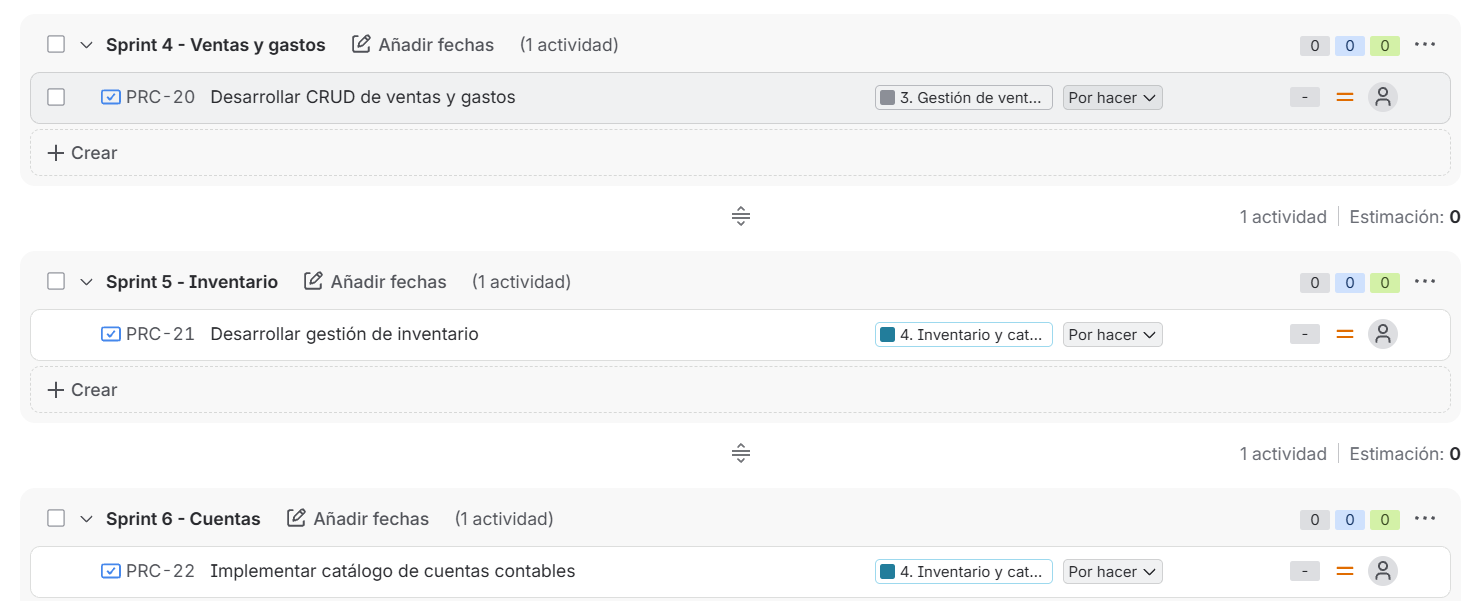 Sprint 4 - Ventas y gastos Añadir fechas (1 actividad) 0 0 0
PRC-20 Desarrollar CRUD de ventas y gastos 3. Gestión de vent... Por hacer -
Crear
1 actividad Estimación: 0
Sprint 5 - Inventario Añadir fechas (1 actividad) 0 0 0
PRC-21 Desarrollar gestión de inventario 4. Inventario y cat... Por hacer -
Crear
1 actividad Estimación: 0
Sprint 6 - Cuentas Añadir fechas (1 actividad) 0 0 0
PRC-22 Implementar catálogo de cuentas contables 4. Inventario y cat... Por hacer -